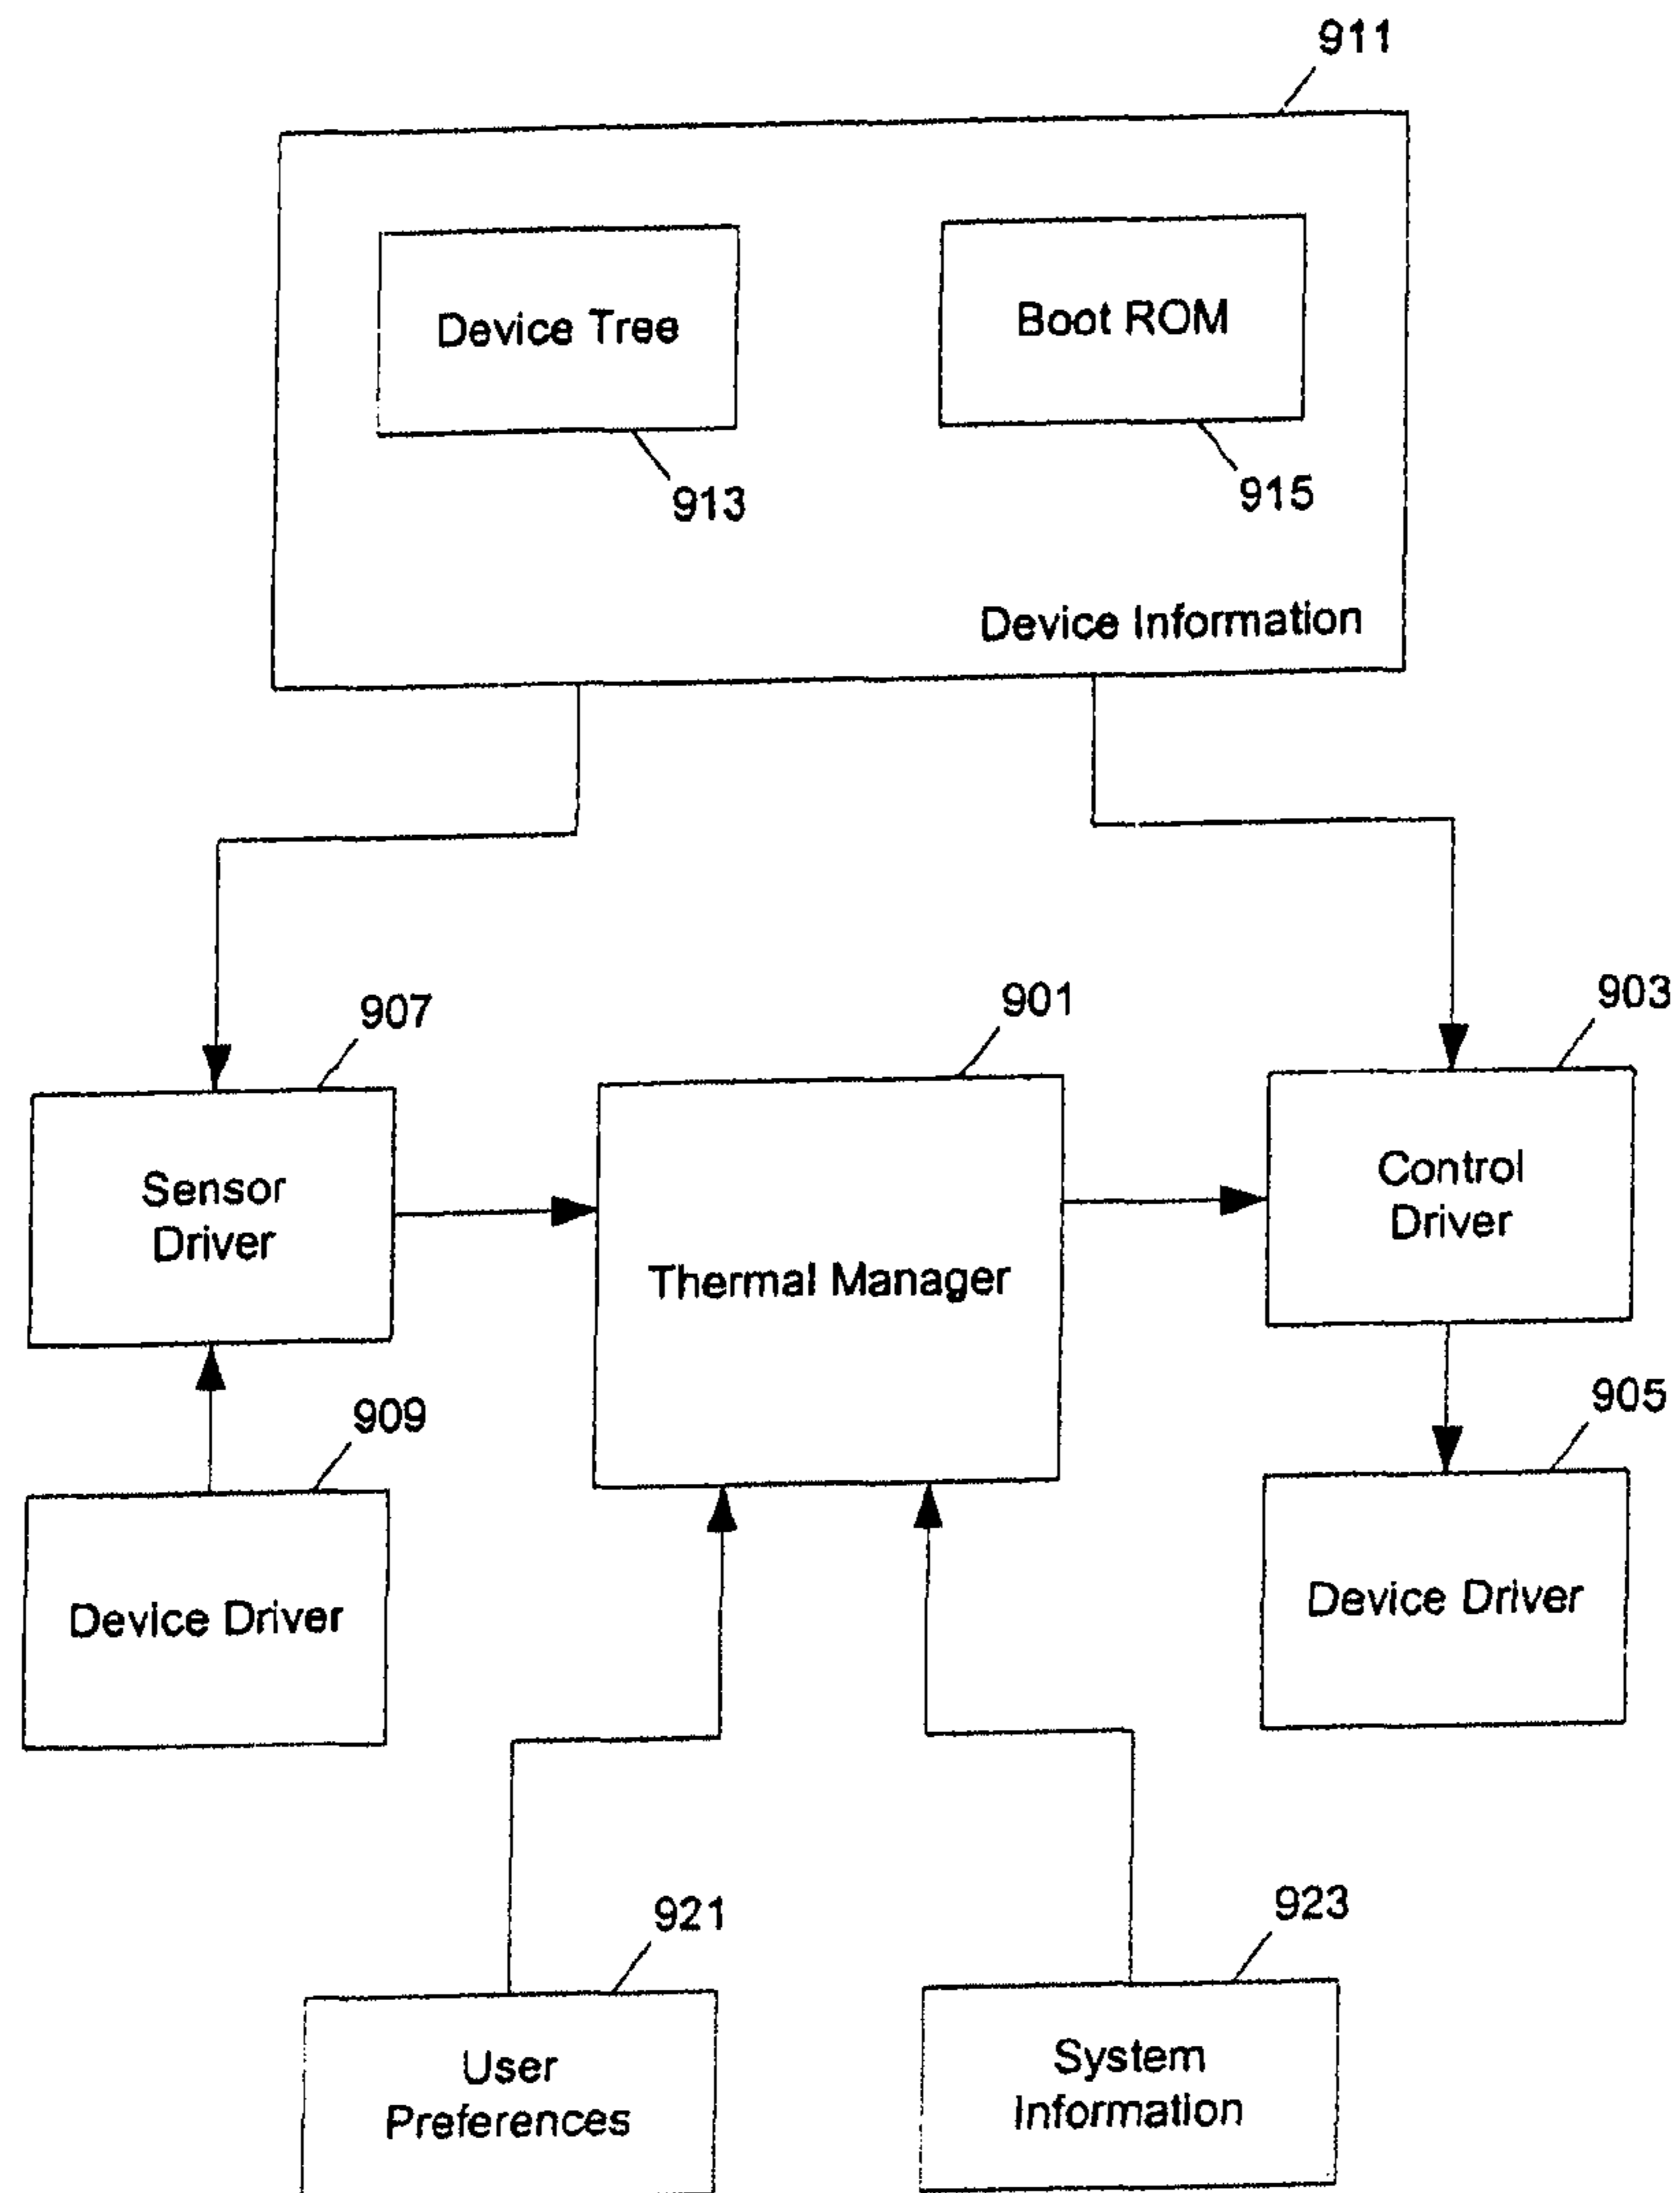 911
Device Tree
Boot ROM
913
915
Device Information
907
901
903
Sensor
Driver
Thermal Manager
Control
Driver
909
905
Device Driver
Device Driver
921
923
User
Preferences
System
Information